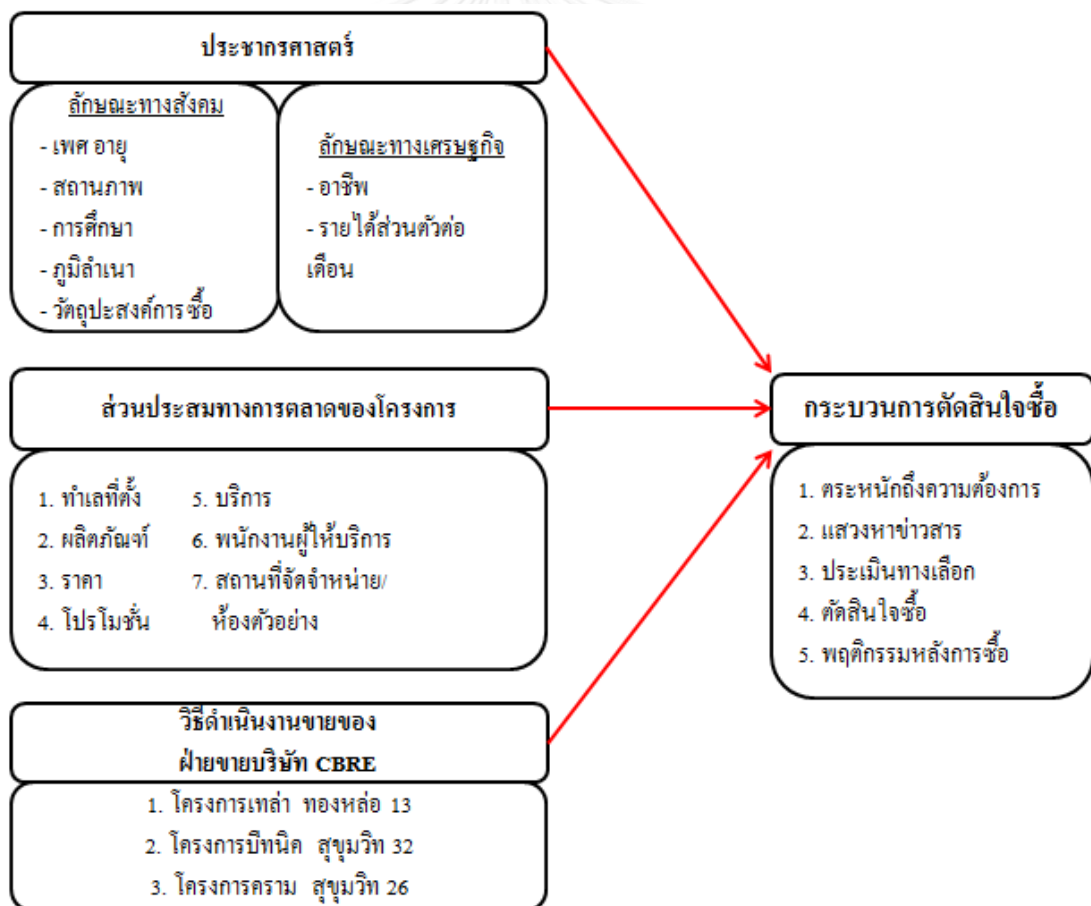 ประชากรศาสตร์
ลักษณะทางสังคม
- เพศ อายุ
- สถานภาพ
- การศึกษา
- ภูมิลำเนา
- วัตถุปะสงค์การซื้อ
ลักษณะทางเศรษฐกิจ
- อาชีพ
- รายได้ส่วนตัวต่อ
เดือน
ส่วนประสมทางการตลาดของโครงการ
1. ทำเลที่ตั้ง
2. ผลิตภัณฑ์
3. ราคา
4. โปรโมชั่น
5. บริการ
6. พนักงานผู้ให้บริการ
7. สถานที่จัดจำหน่าย/
ห้องตัวอย่าง
วิธีดำเนินงานขายของ
ฝ่ายขายบริษัท CBRE
1. โครงการเทล่า ทองหล่อ 13
2. โครงการบีทนิค สุขุมวิท 32
3. โครงการคราม สุขุมวิท 26
กระบวนการตัดสินใจซื้อ
1. ตระหนักถึงความต้องการ
2. แสวงหาข่าวสาร
3. ประเมินทางเลือก
4. ตัดสินใจซื้อ
5. พฤติกรรมหลังการซื้อ